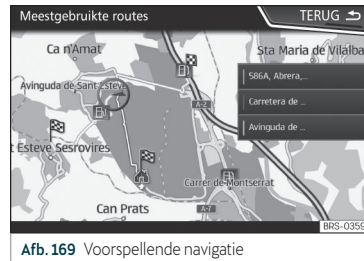 Meestgebruikte routes
TERUG
Ca n'Amat
Sta Maria de Vilalba
586A, Abrera,...
Avinguda de Sant Esteve
A-2
Carretera de ...
Avinguda de ...
t Esteve Sesrovires
Carrer de Montserrat
Can Prats
A-7
BRS-0359
Afb. 169 Voorspellende navigatie